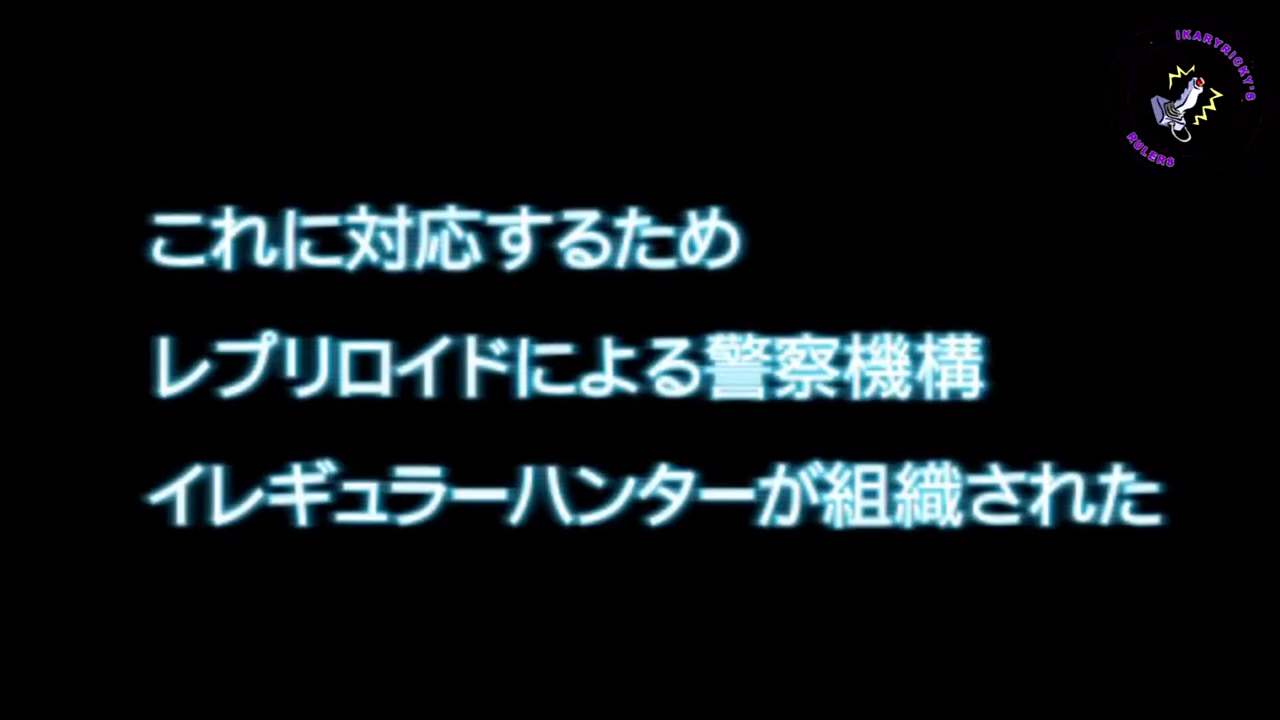 IKARYRICKY'S
RULERS
これに対応するため
レプリロイドによる警察機構
イレギュラーハンターが組織された